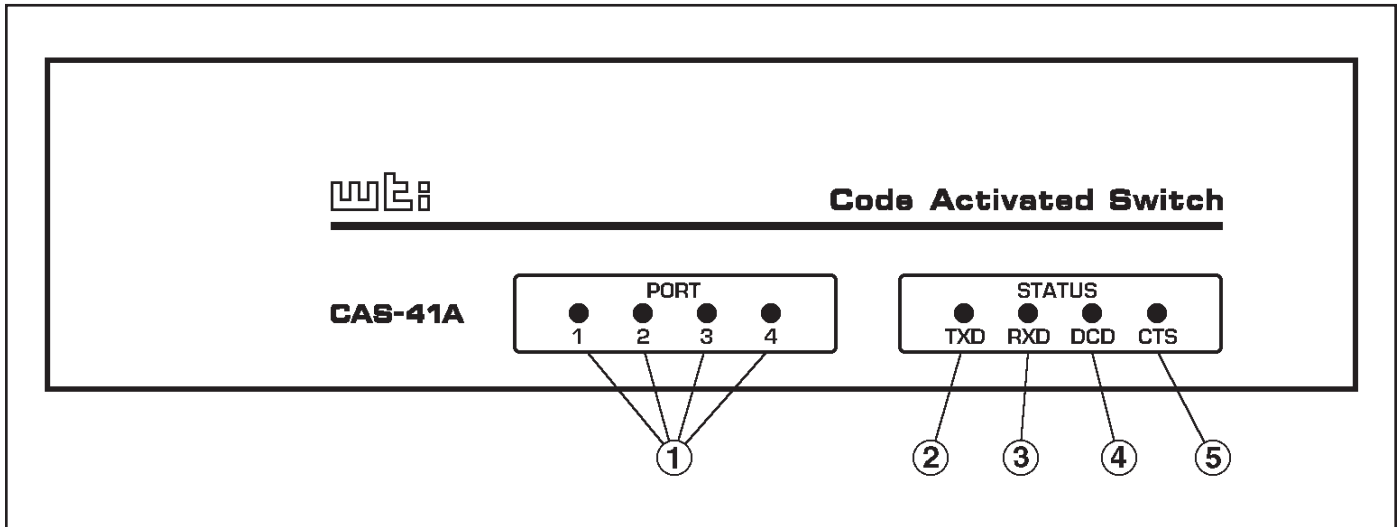 wti
Code Activated Switch
CAS-41A
PORT
1 2 3 4
STATUS
TXD RXD DCD CTS
1 2 3 4 5